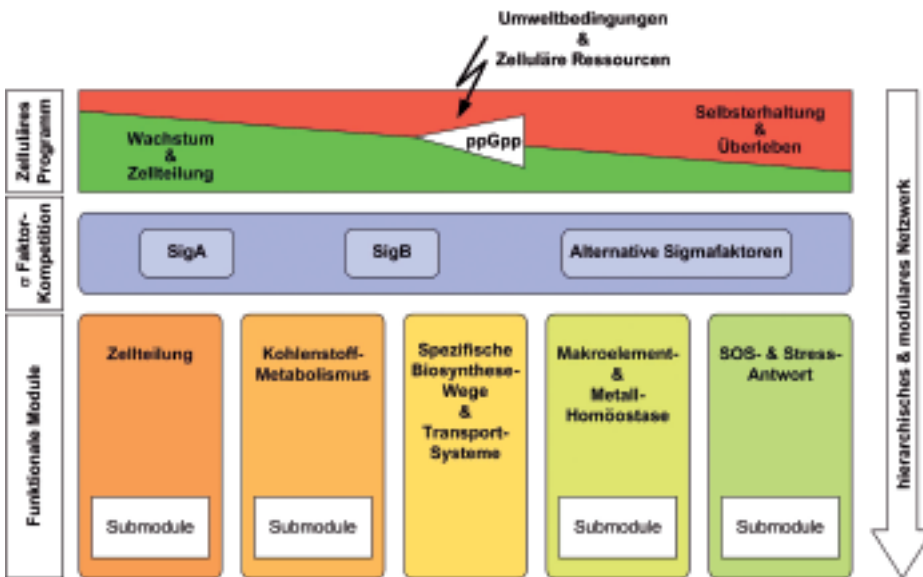 Umweltbedingungen
&
Zelluläre Ressourcen
Zelluläres
Programm
Wachstum
&
Zellteilung
ppGpp
Selbsterhaltung
&
Überleben
σ Faktor-
Kompetition
SigA
SigB
Alternative Sigmafaktoren
Funktionale Module
Zellteilung
Submodule
Kohlenstoff-
Metabolismus
Submodule
Spezifische
Biosynthese-
Wege
&
Transport-
Systeme
Makroelement-
&
Metall-
Homöostase
Submodule
SOS- & Stress-
Antwort
Submodule
hierarchisches & modulares Netzwerk